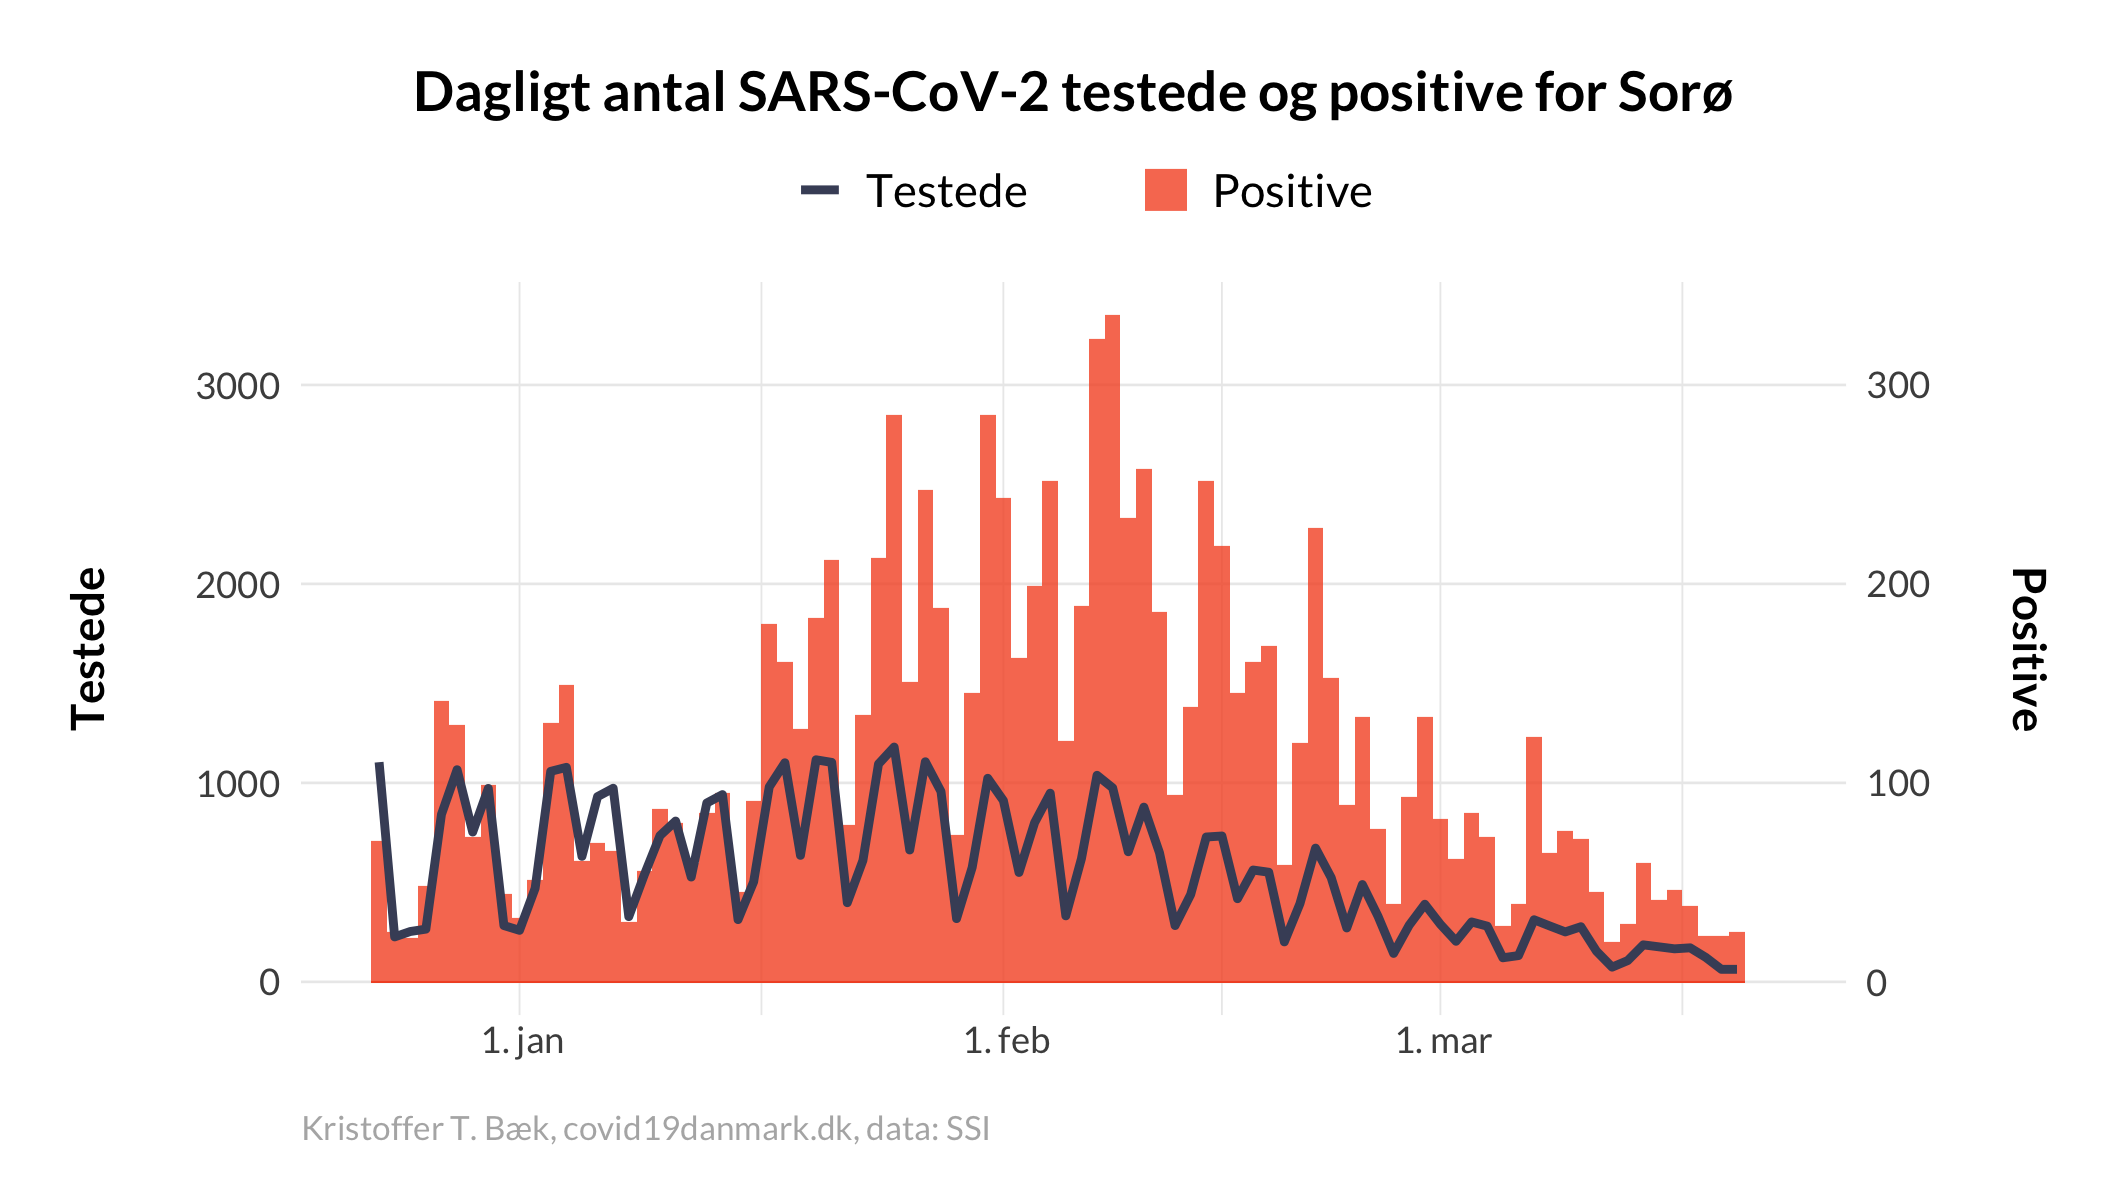 Dagligt antal SARS-CoV-2 testede og positive for Sorø
Testede
Positive
3000
2000
1000
0
300
200
100
0
Testede
Positive
1. jan
1. feb
1. mar
Kristoffer T. Bæk, covid19danmark.dk, data: SSI